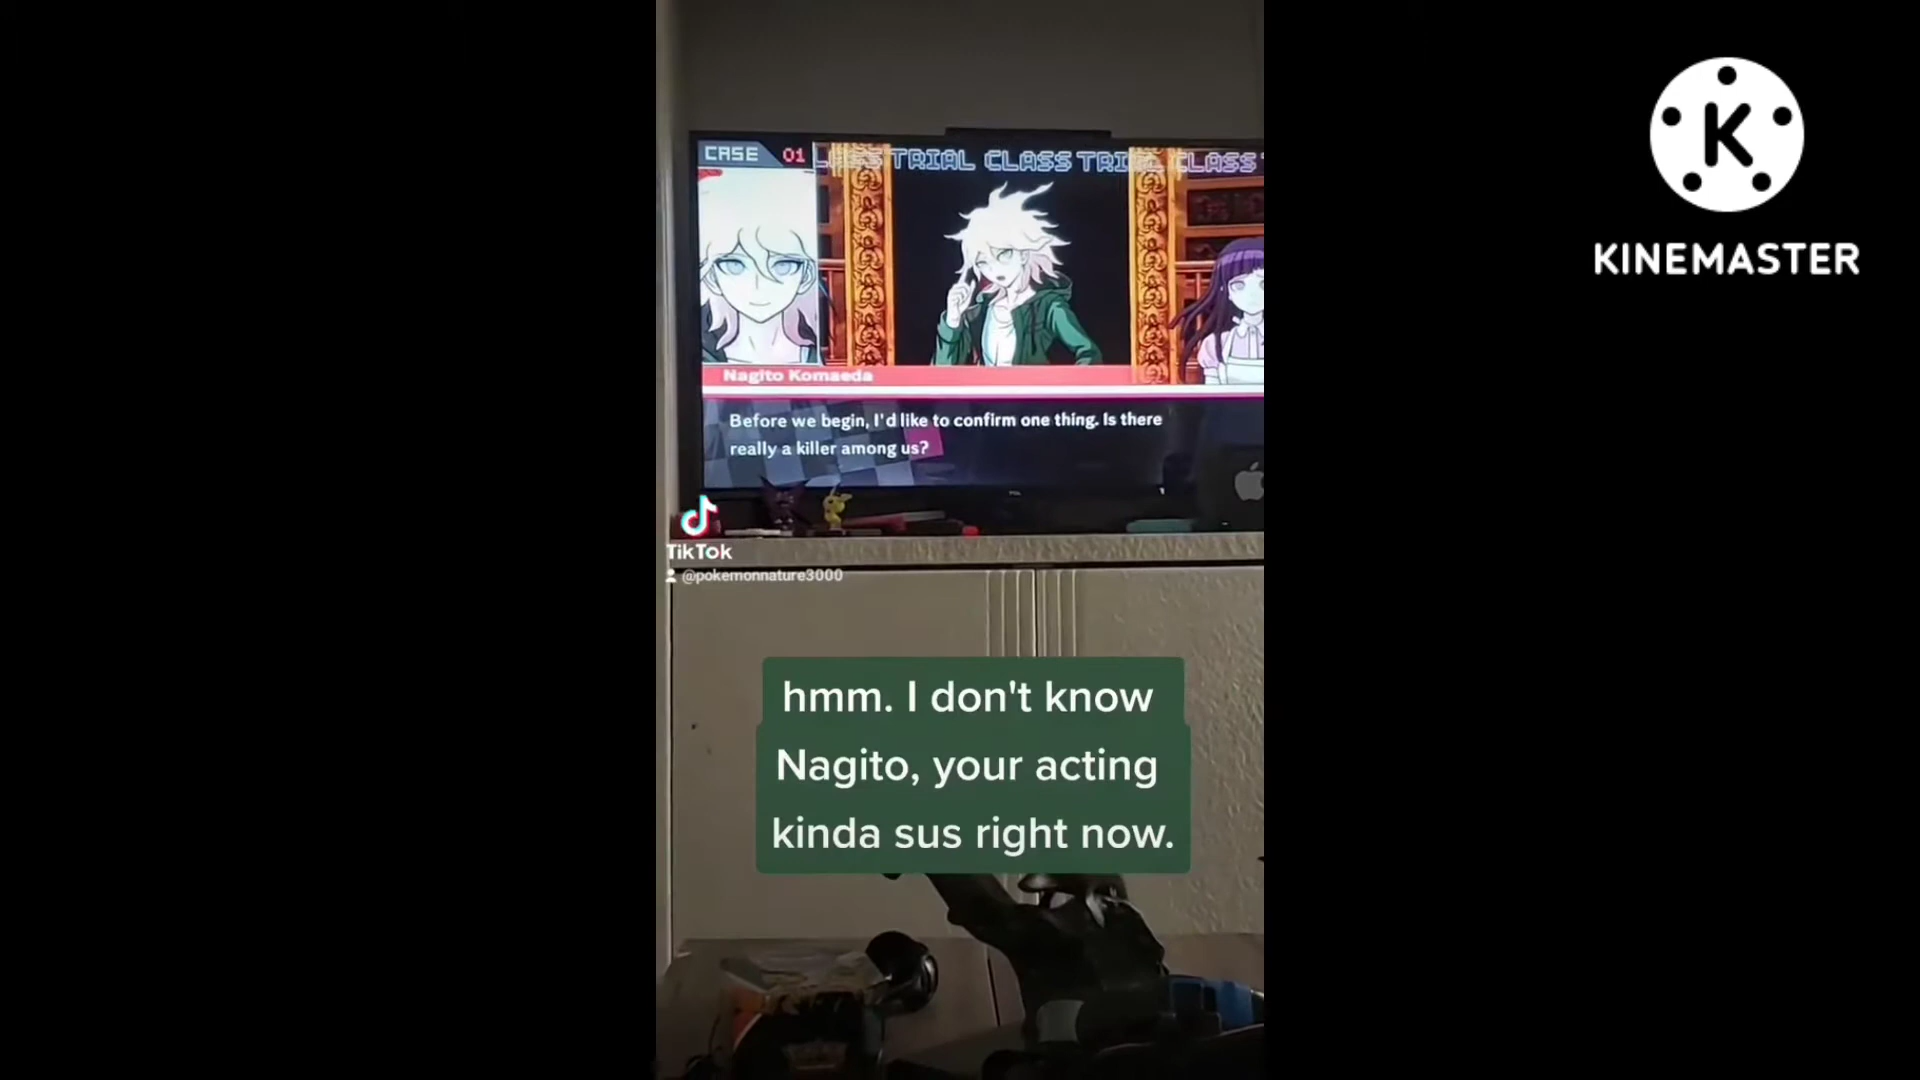 CASE 01
CLASS TRIAL CLASS TRIAL CLASS
Nagito Komaeda
Before we begin, I'd like to confirm one thing. Is there
really a killer among us?
TikTok
@pokemonnature3000
hmm. I don't know
Nagito, your acting
kinda sus right now.
K
KINEMASTER